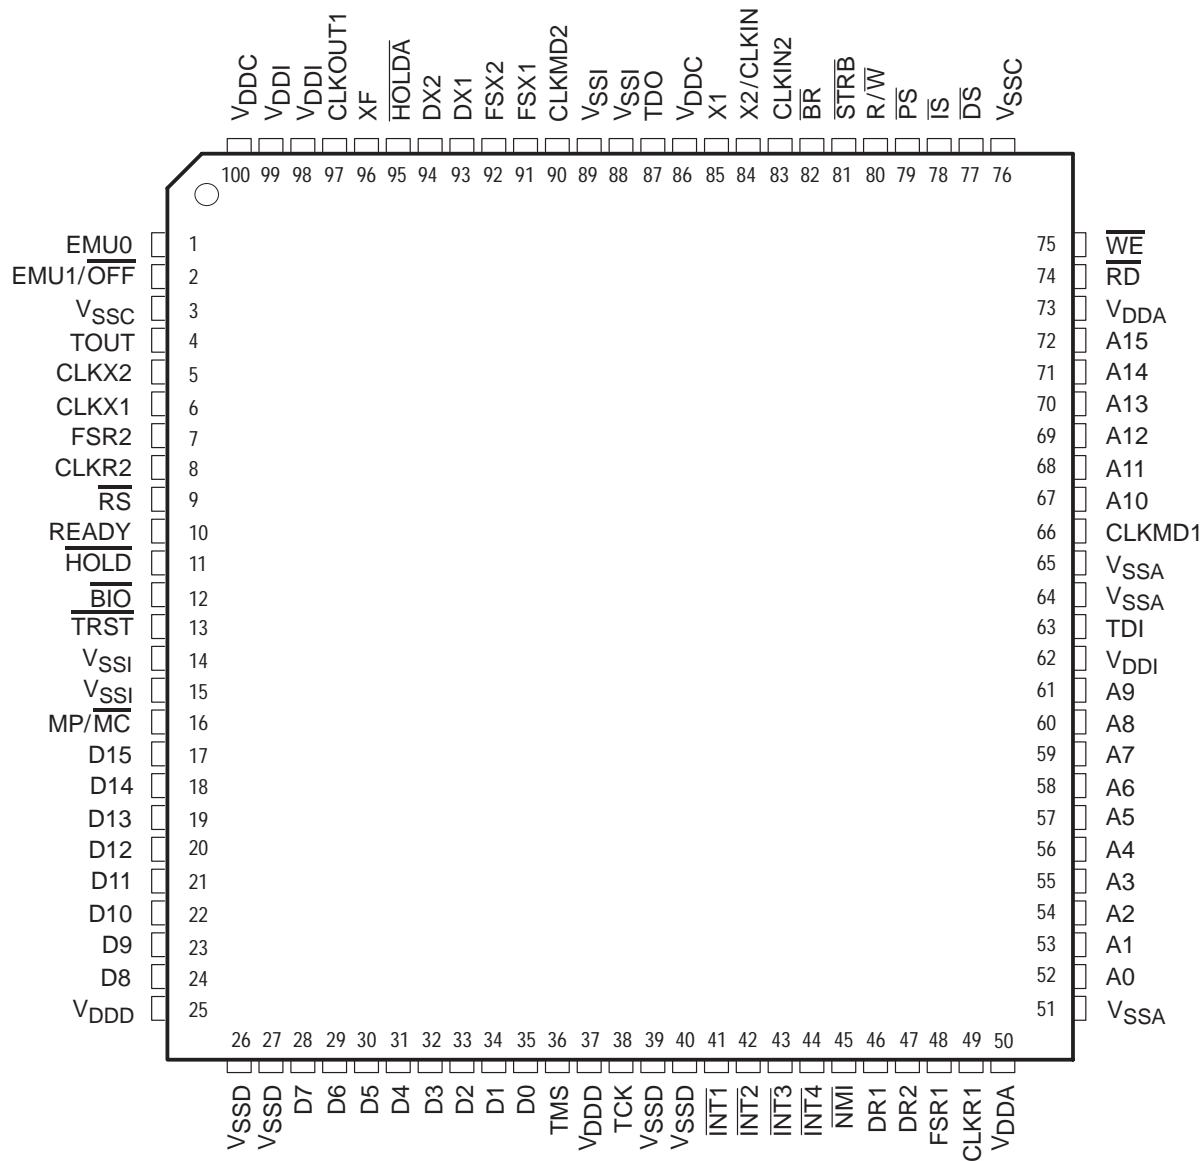 VDDC
VDDI
VDDI
CLKOUT1
XF
HOLDA
DX2
DX1
FSX2
FSX1
CLKMD2
VSSI
VSSI
TDO
VDDC
X1
X2/CLKIN
CLKIN2
BR
STRB
R/W
PS
IS
DS
VSSC
100 99 98 97 96 95 94 93 92 91 90 89 88 87 86 85 84 83 82 81 80 79 78 77 76
EMU0 1
EMU1/OFF 2
VSSC 3
TOUT 4
CLKX2 5
CLKX1 6
FSR2 7
CLKR2 8
RS 9
READY 10
HOLD 11
BIO 12
TRST 13
VSSI 14
VSSI 15
MP/MC 16
D15 17
D14 18
D13 19
D12 20
D11 21
D10 22
D9 23
D8 24
VDDD 25
75 WE
74 RD
73 VDDA
72 A15
71 A14
70 A13
69 A12
68 A11
67 A10
66 CLKMD1
65 VSSA
64 VSSA
63 TDI
62 VDDI
61 A9
60 A8
59 A7
58 A6
57 A5
56 A4
55 A3
54 A2
53 A1
52 A0
51 VSSA
26 27 28 29 30 31 32 33 34 35 36 37 38 39 40 41 42 43 44 45 46 47 48 49 50
VSSD
VSSD
D7
D6
D5
D4
D3
D2
D1
D0
TMS
VDDD
TCK
VSSD
VSSD
INT1
INT2
INT3
INT4
NMI
DR1
DR2
FSR1
CLKR1
VDDA